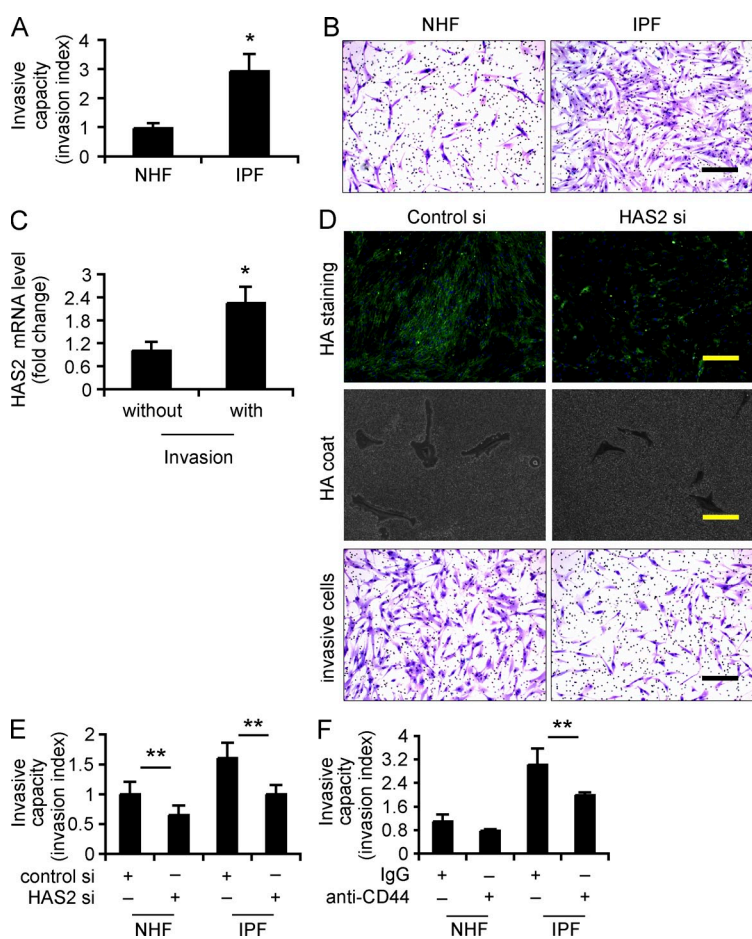 A
Invasive capacity
(invasion index)
4
3
2
1
0
*
NHF
IPF
B
NHF
IPF
C
HAS2 mRNA level
(fold change)
3
2.4
1.8
1.2
0.6
0
*
without
with
Invasion
D
Control si
HAS2 si
HA staining
HA coat
invasive cells
E
Invasive capacity
(invasion index)
2
1.5
1
0.5
0
**
**
control si + – + –
HAS2 si – + – +
NHF
IPF
F
Invasive capacity
(invasion index)
4
3.2
2.4
1.6
0.8
0
**
IgG + – + –
anti-CD44 – + – +
NHF
IPF